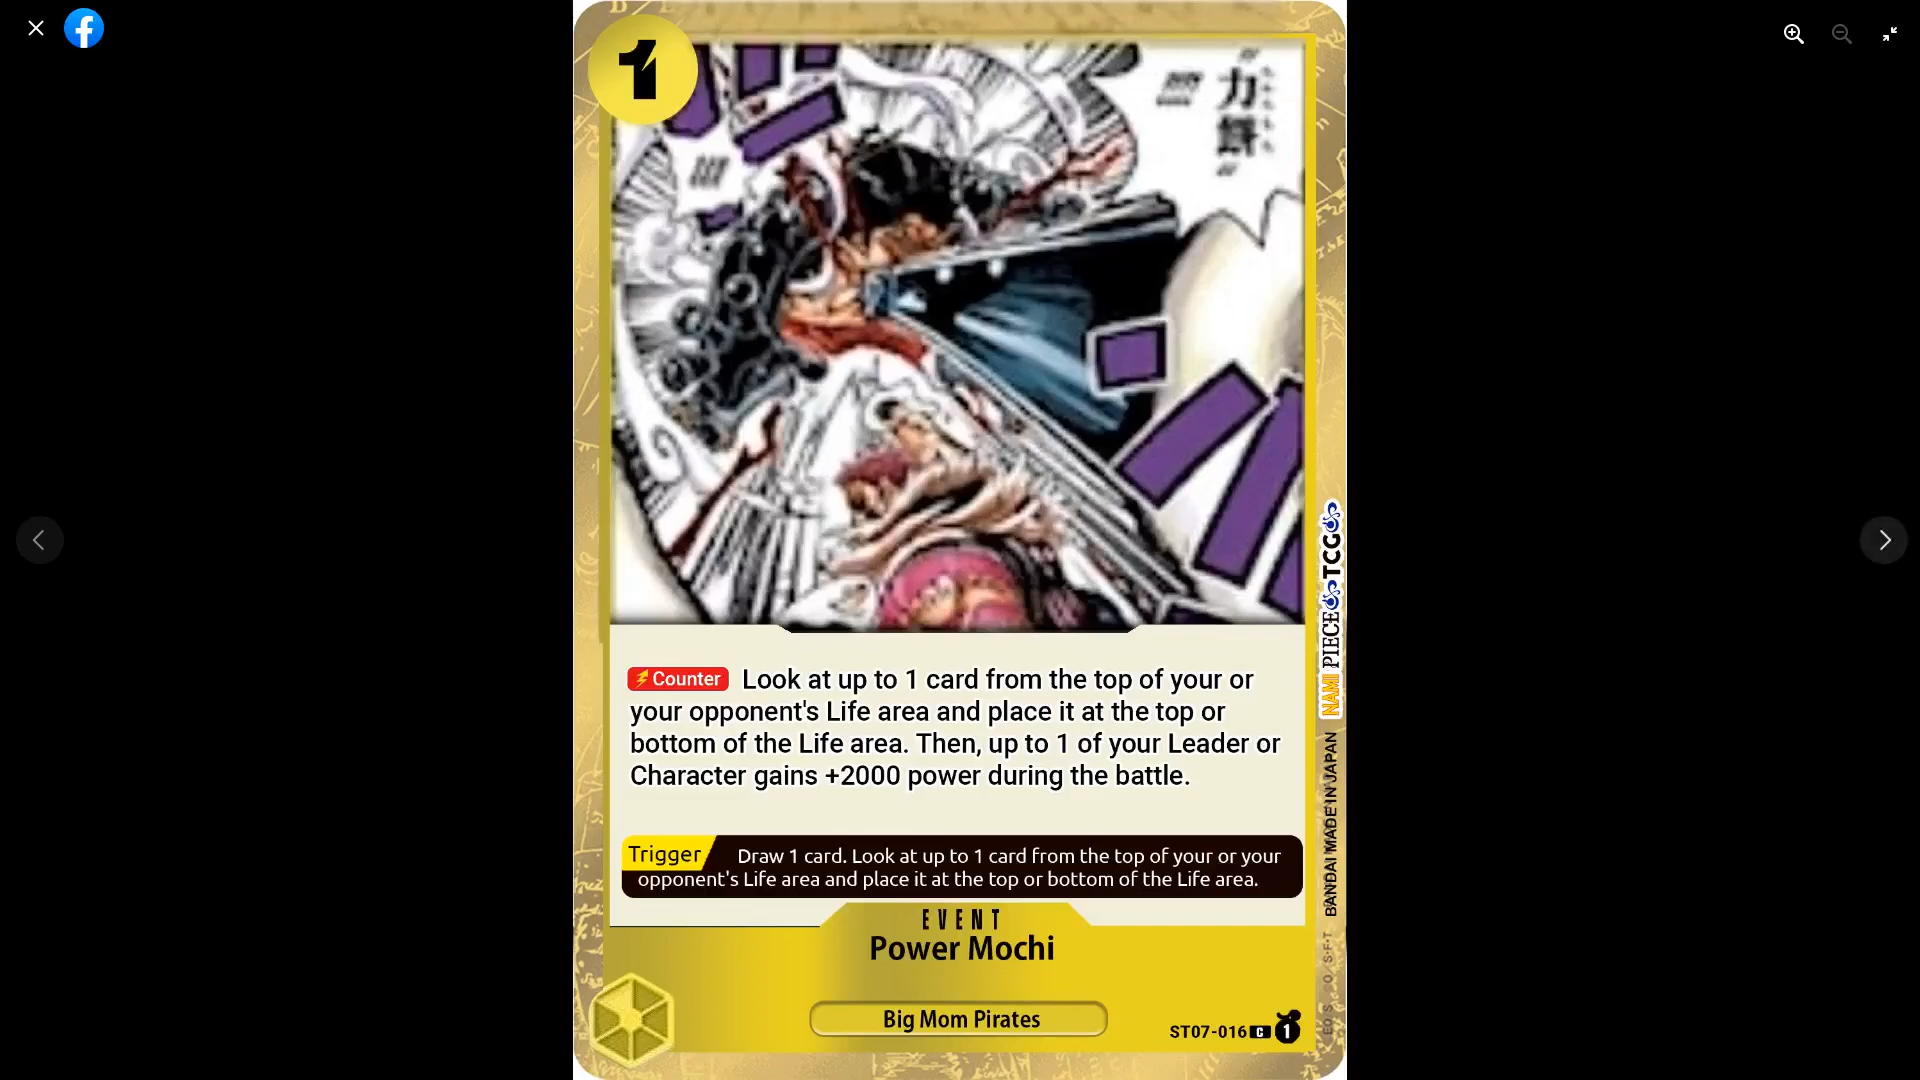 1
力餅
Counter Look at up to 1 card from the top of your or
your opponent's Life area and place it at the top or
bottom of the Life area. Then, up to 1 of your Leader or
Character gains +2000 power during the battle.
Trigger Draw 1 card. Look at up to 1 card from the top of your or your
opponent's Life area and place it at the top or bottom of the Life area.
EVENT
Power Mochi
Big Mom Pirates
ST07-016 C 1
NAMI PIECE TCG
BANDAI MADE IN JAPAN